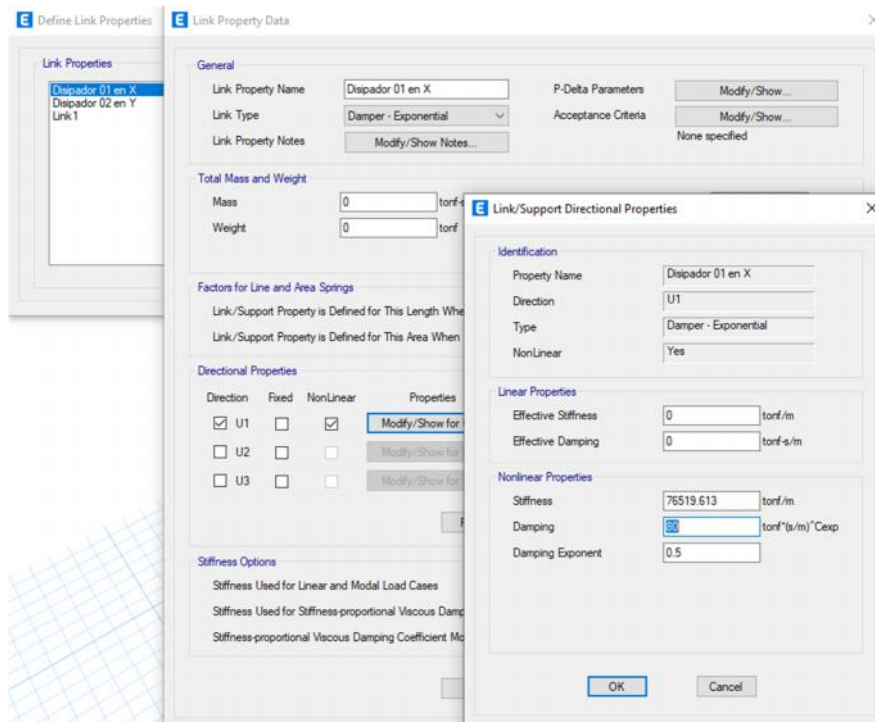 Define Link Properties
Link Properties
Disipador 01 en X
Disipador 02 en Y
Link1
Link Property Data
General
Link Property Name Disipador 01 en X P-Delta Parameters Modify/Show...
Link Type Damper - Exponential Acceptance Criteria Modify/Show...
Link Property Notes Modify/Show Notes... None specified
Total Mass and Weight
Mass 0
Weight 0 tonf
Factors for Line and Area Springs
Link/Support Property is Defined for This Length
Link/Support Property is Defined for This Area When
Directional Properties
Direction Fixed NonLinear Properties
U1 Modify/Show for
U2 Modify/Show for
U3 Modify/Show for
Stiffness Options
Stiffness Used for Linear and Modal Load Cases
Stiffness Used for Stiffness-proportional Viscous
Stiffness-proportional Viscous Damping Coefficient
Link/Support Directional Properties
Identification
Property Name Disipador 01 en X
Direction U1
Type Damper - Exponential
NonLinear Yes
Linear Properties
Effective Stiffness 0 tonf/m
Effective Damping 0 tonf-s/m
Nonlinear Properties
Stiffness 76519.613 tonf/m
Damping 80 tonf*(s/m)^Cexp
Damping Exponent 0.5
OK Cancel